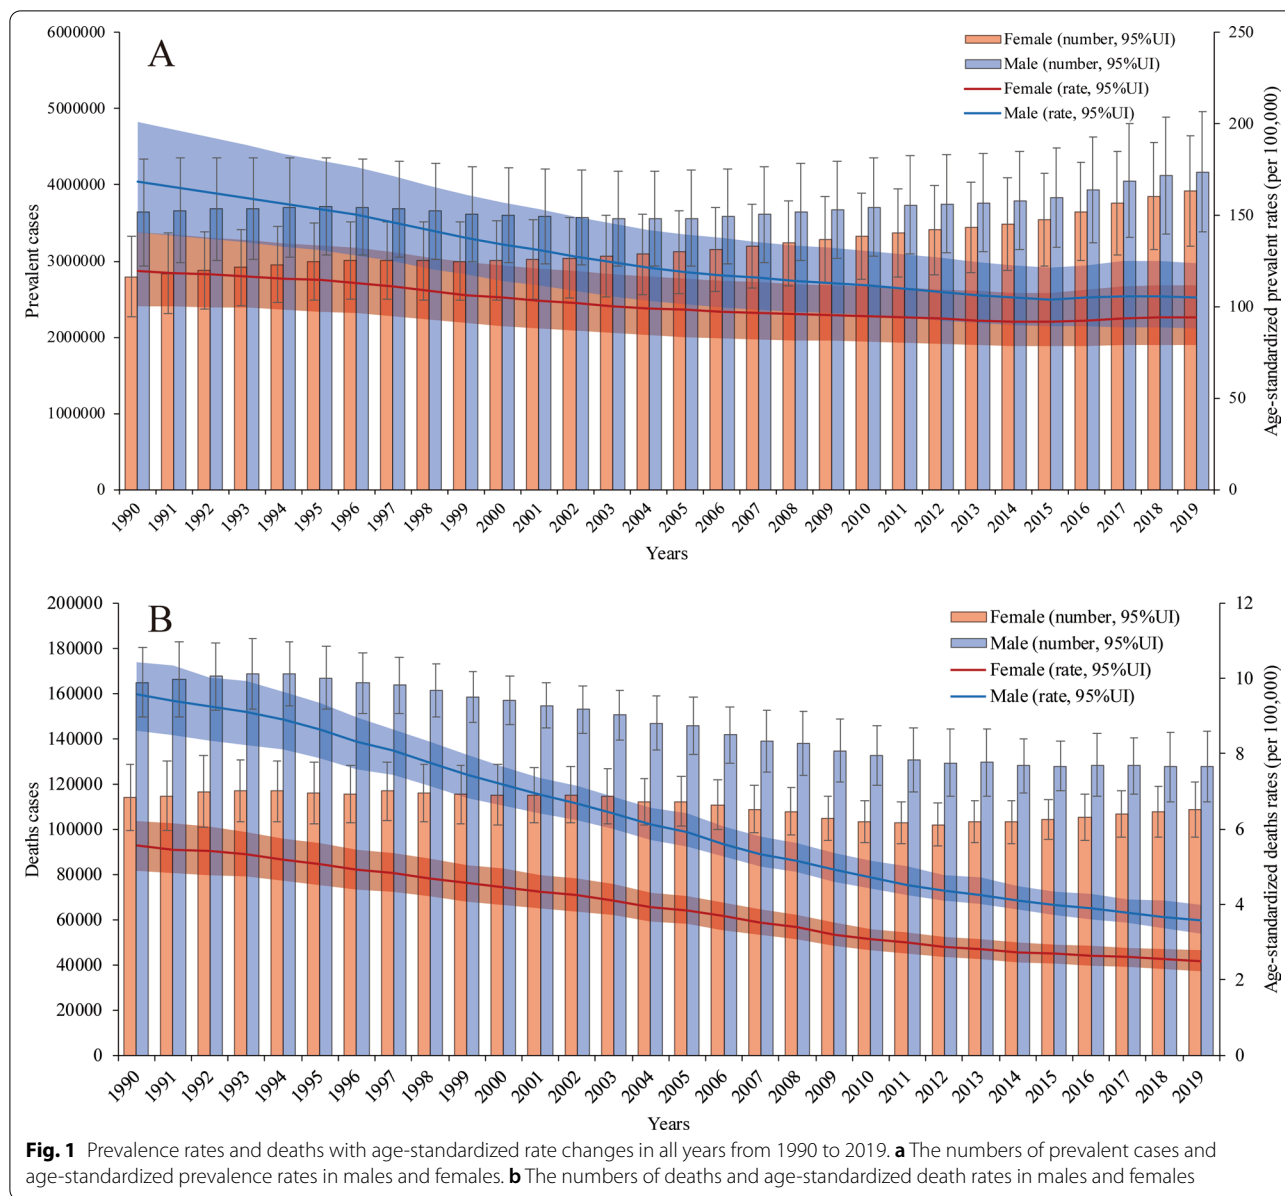 A
Female (number, 95%UI)
Male (number, 95%UI)
Female (rate, 95%UI)
Male (rate, 95%UI)
6000000
5000000
4000000
3000000
2000000
1000000
0
Prevalent cases
250
200
150
100
50
0
Age-standardized prevalent rates (per 100,000)
1990 1991 1992 1993 1994 1995 1996 1997 1998 1999 2000 2001 2002 2003 2004 2005 2006 2007 2008 2009 2010 2011 2012 2013 2014 2015 2016 2017 2018 2019
Years
B
Female (number, 95%UI)
Male (number, 95%UI)
Female (rate, 95%UI)
Male (rate, 95%UI)
200000
180000
160000
140000
120000
100000
80000
60000
40000
20000
0
Deaths cases
12
10
8
6
4
2
0
Age-standardized deaths rates (per 100,000)
1990 1991 1992 1993 1994 1995 1996 1997 1998 1999 2000 2001 2002 2003 2004 2005 2006 2007 2008 2009 2010 2011 2012 2013 2014 2015 2016 2017 2018 2019
Years
Fig. 1 Prevalence rates and deaths with age-standardized rate changes in all years from 1990 to 2019. a The numbers of prevalent cases and
age-standardized prevalence rates in males and females. b The numbers of deaths and age-standardized death rates in males and females